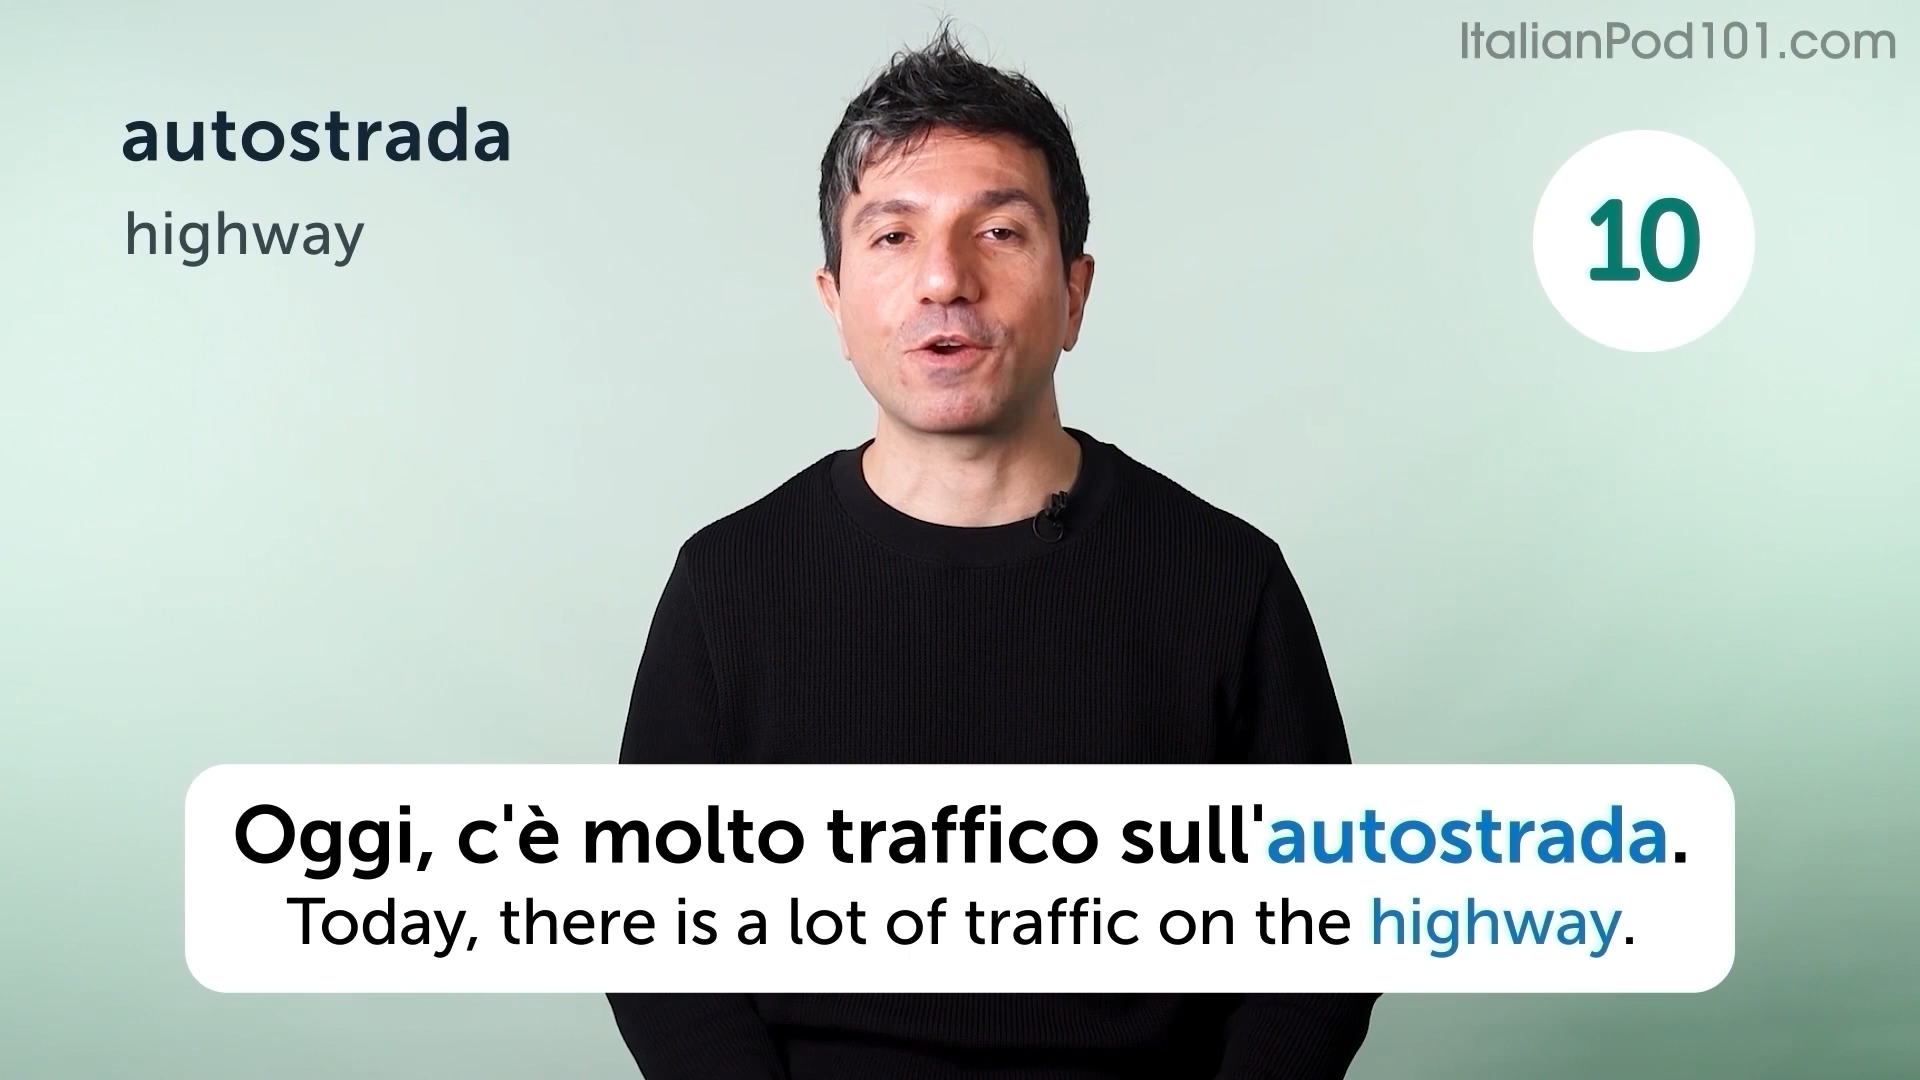 ItalianPod101.com
autostrada
highway
10
Oggi, c'è molto traffico sull'autostrada.
Today, there is a lot of traffic on the highway.